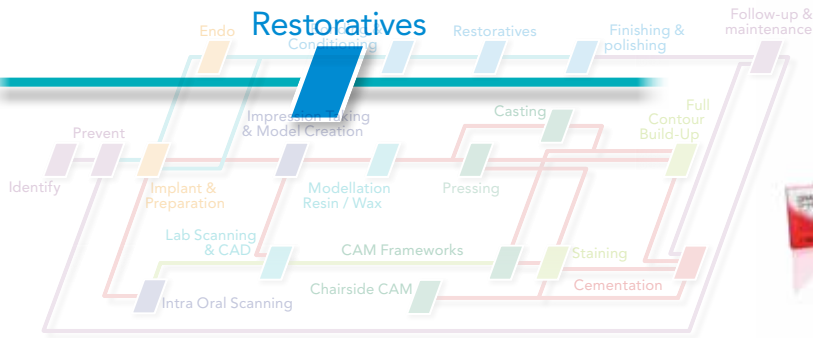 Restoratives
Endo
Bonding &
Conditioning
Restoratives
Finishing &
polishing
Follow-up &
maintenance
Prevent
Impression Taking
& Model Creation
Casting
Full
Contour
Build-Up
Identify
Implant &
Preparation
Modellation
Resin / Wax
Pressing
Lab Scanning
& CAD
CAM Frameworks
Staining
Intra Oral Scanning
Chairside CAM
Cementation